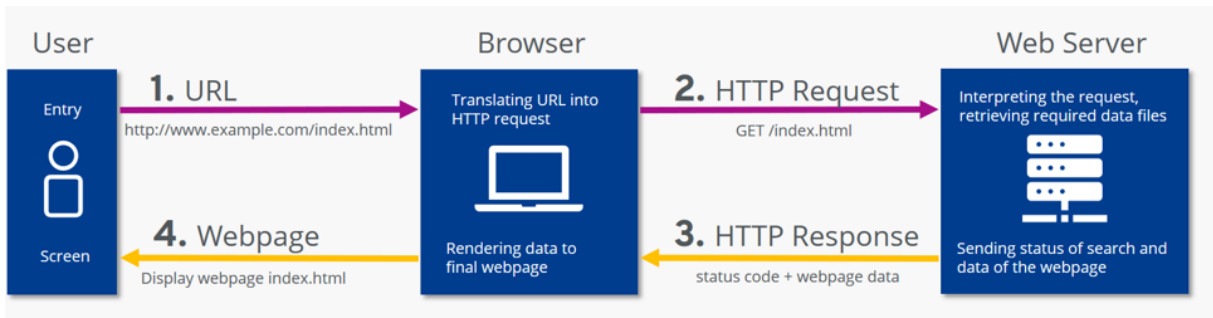 User
Browser
Web Server
Entry
1. URL
http://www.example.com/index.html
Translating URL into
HTTP request
2. HTTP Request
GET /index.html
Interpreting the request,
retrieving required data files
Screen
4. Webpage
Display webpage index.html
Rendering data to
final webpage
3. HTTP Response
status code + webpage data
Sending status of search and
data of the webpage